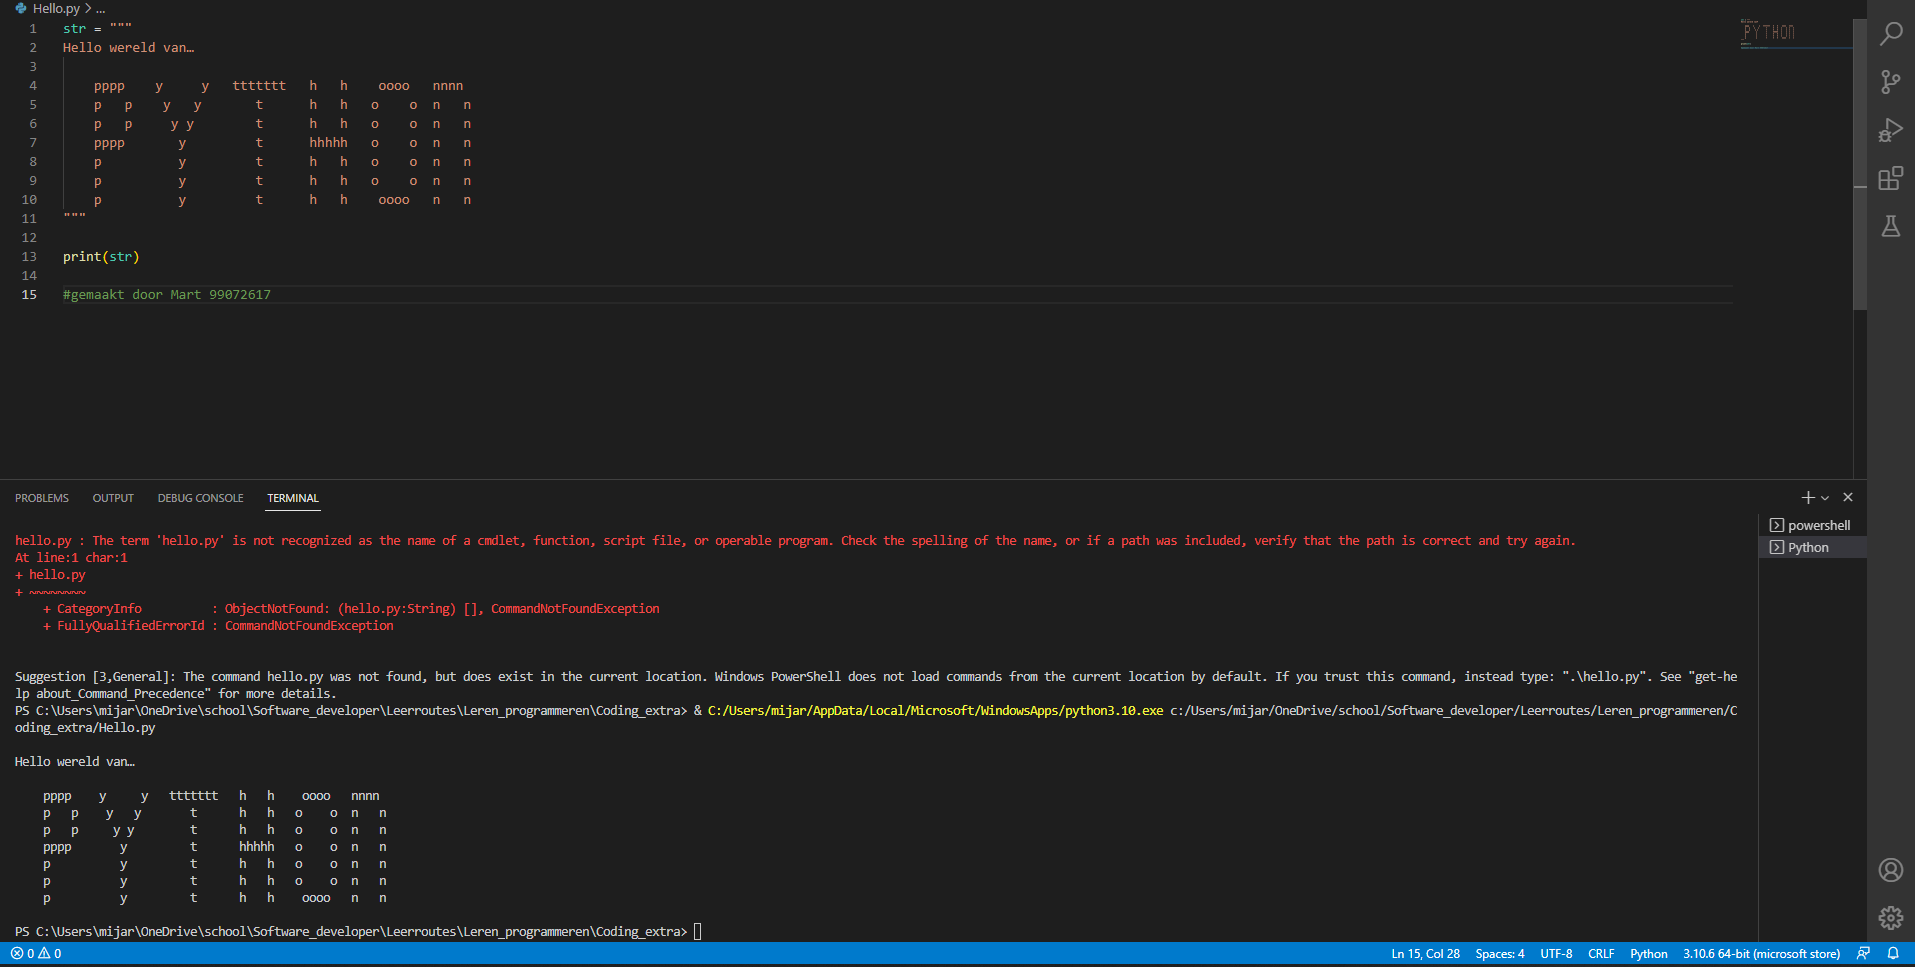 Hello.py > ...
1 str = """
2 Hello wereld van…
3
4     pppp    y     y   ttttttt   h   h    oooo   nnnn
5     p   p    y   y       t      h   h   o    o  n   n
6     p   p     y y        t      h   h   o    o  n   n
7     pppp       y         t      hhhhh   o    o  n   n
8     p          y         t      h   h   o    o  n   n
9     p          y         t      h   h   o    o  n   n
10     p          y         t      h   h    oooo   n   n
11 """
12
13 print(str)
14
15 #gemaakt door Mart 99072617
PROBLEMS OUTPUT DEBUG CONSOLE TERMINAL
powershell
Python
hello.py : The term 'hello.py' is not recognized as the name of a cmdlet, function, script file, or operable program. Check the spelling of the name, or if a path was included, verify that the path is correct and try again.
At line:1 char:1
+ hello.py
+ ~~~~~~~~
    + CategoryInfo          : ObjectNotFound: (hello.py:String) [], CommandNotFoundException
    + FullyQualifiedErrorId : CommandNotFoundException
Suggestion [3,General]: The command hello.py was not found, but does exist in the current location. Windows PowerShell does not load commands from the current location by default. If you trust this command, instead type: ".\hello.py". See "get-he
lp about_Command_Precedence" for more details.
PS C:\Users\mijar\OneDrive\school\Software_developer\Leerroutes\Leren_programmeren\Coding_extra> & C:/Users/mijar/AppData/Local/Microsoft/WindowsApps/python3.10.exe c:/Users/mijar/OneDrive/school/Software_developer/Leerroutes/Leren_programmeren/C
oding_extra/Hello.py
Hello wereld van…
    pppp    y     y   ttttttt   h   h    oooo   nnnn
    p   p    y   y       t      h   h   o    o  n   n
    p   p     y y        t      h   h   o    o  n   n
    pppp       y         t      hhhhh   o    o  n   n
    p          y         t      h   h   o    o  n   n
    p          y         t      h   h   o    o  n   n
    p          y         t      h   h    oooo   n   n
PS C:\Users\mijar\OneDrive\school\Software_developer\Leerroutes\Leren_programmeren\Coding_extra>
0 0 Ln 15, Col 28 Spaces: 4 UTF-8 CRLF Python 3.10.6 64-bit (microsoft store)